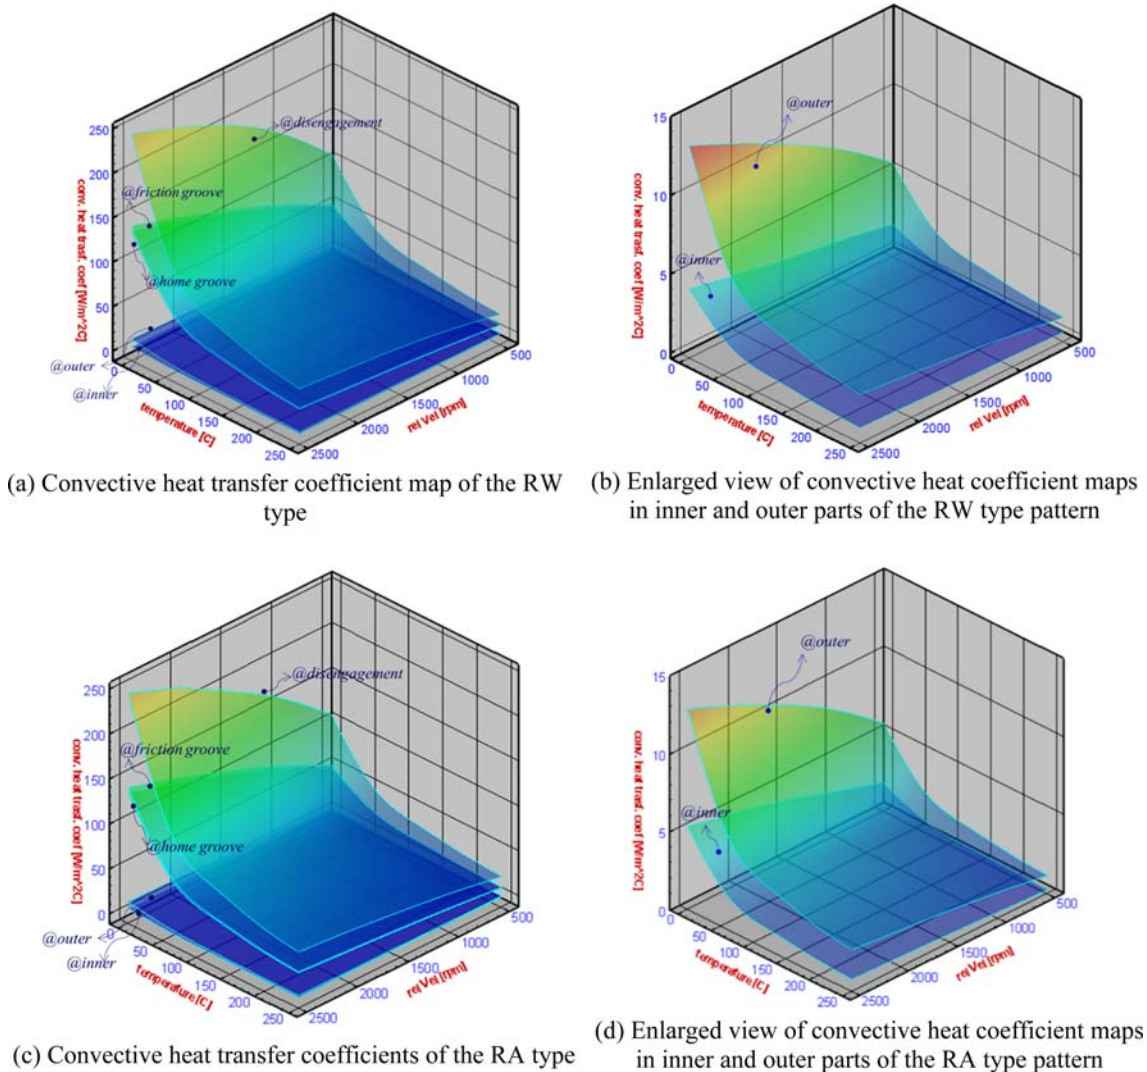 @disengagement
@friction groove
@home groove
@outer
@inner
250
200
150
100
50
0
conv. heat trasf. coef [W/m^2C]
0
50
100
150
200
250
temperature [C]
2500
2000
1500
1000
500
rel Vel [rpm]
(a) Convective heat transfer coefficient map of the RW
type
@outer
@inner
15
10
5
0
conv. heat trasf. coef [W/m^2C]
0
50
100
150
200
250
temperature [C]
2500
2000
1500
1000
500
rel Vel [rpm]
(b) Enlarged view of convective heat coefficient maps
in inner and outer parts of the RW type pattern
@disengagement
@friction groove
@home groove
@outer
@inner
250
200
150
100
50
0
conv. heat trasf. coef [W/m^2C]
0
50
100
150
200
250
temperature [C]
2500
2000
1500
1000
500
rel Vel [rpm]
(c) Convective heat transfer coefficients of the RA type
@outer
@inner
15
10
5
0
conv. heat trasf. coef [W/m^2C]
0
50
100
150
200
250
temperature [C]
2500
2000
1500
1000
500
rel Vel [rpm]
(d) Enlarged view of convective heat coefficient maps
in inner and outer parts of the RA type pattern